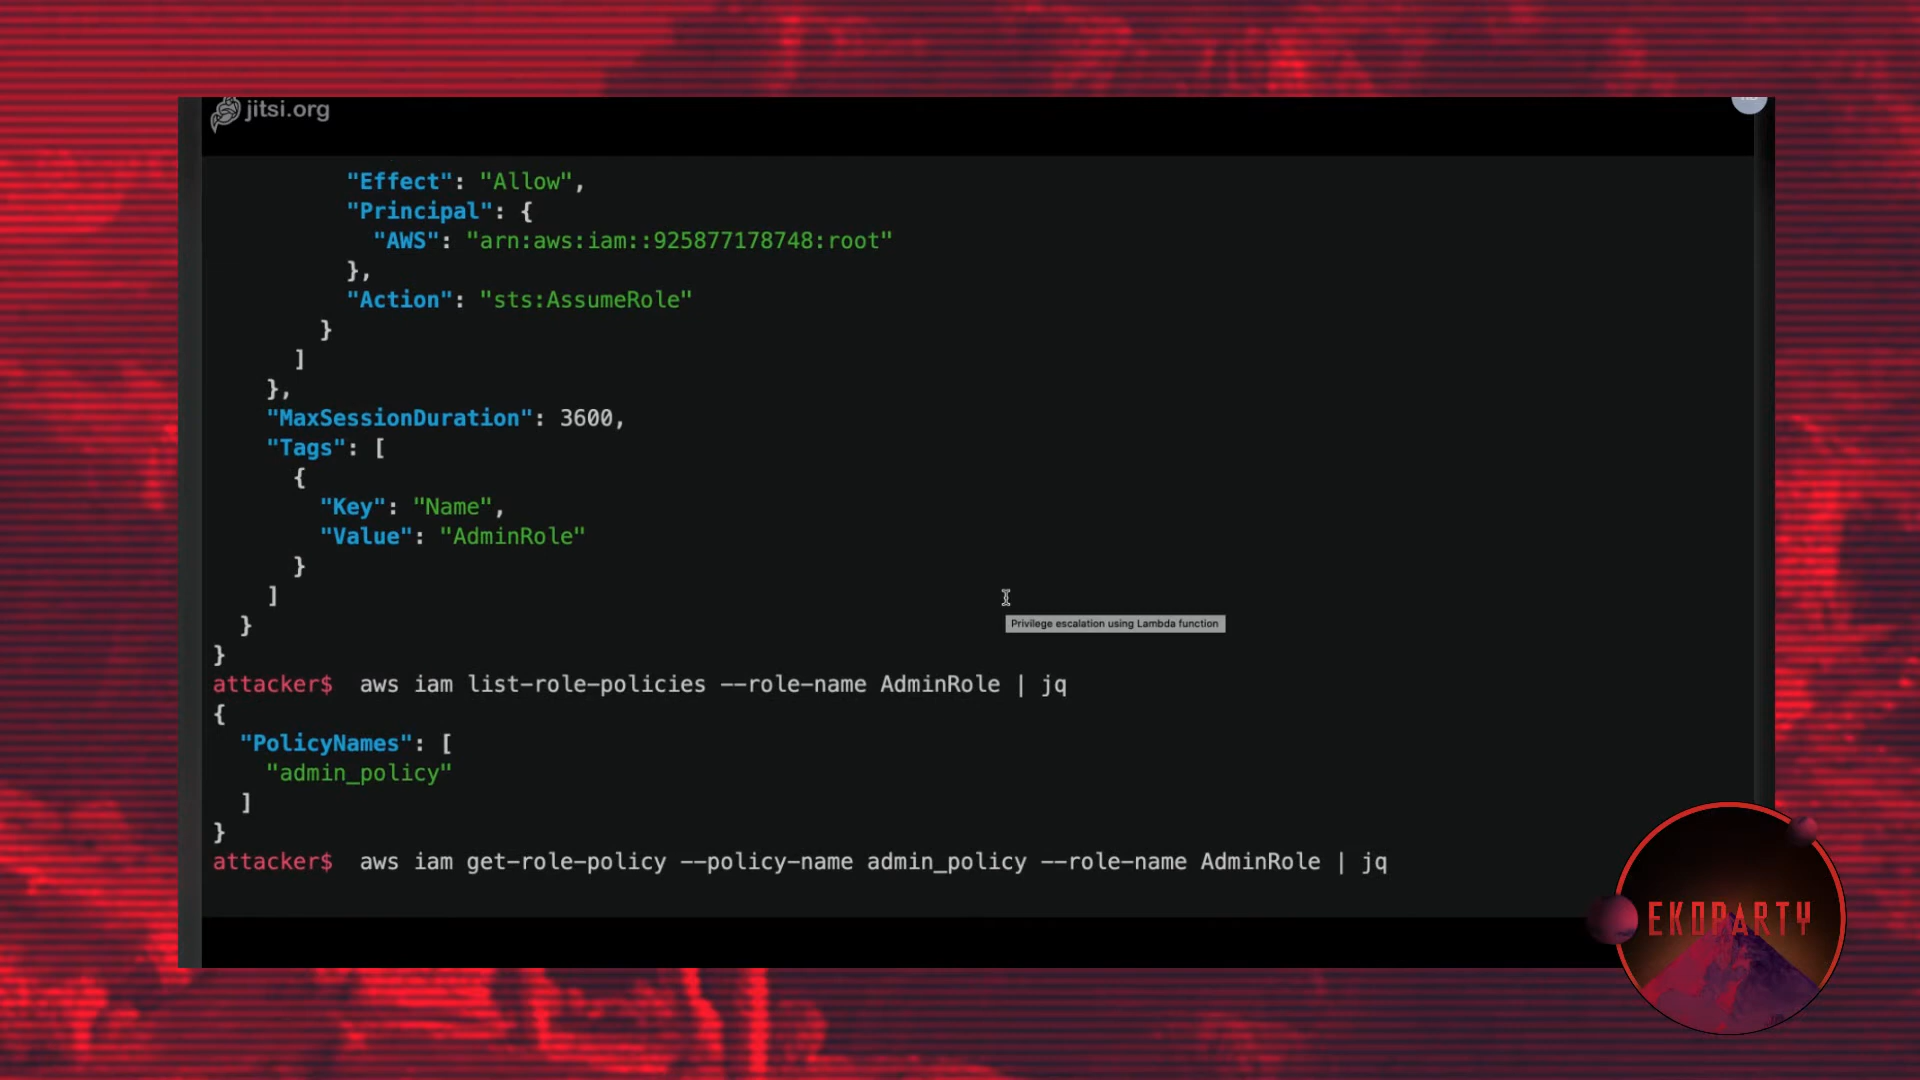 jitsi.org
"Effect": "Allow",
"Principal": {
"AWS": "arn:aws:iam::925877178748:root"
},
"Action": "sts:AssumeRole"
}
]
},
"MaxSessionDuration": 3600,
"Tags": [
{
"Key": "Name",
"Value": "AdminRole"
}
]
}
}
Privilege escalation using Lambda function
attacker$ aws iam list-role-policies --role-name AdminRole | jq
{
"PolicyNames": [
"admin_policy"
]
}
attacker$ aws iam get-role-policy --policy-name admin_policy --role-name AdminRole | jq
EKOPARTY